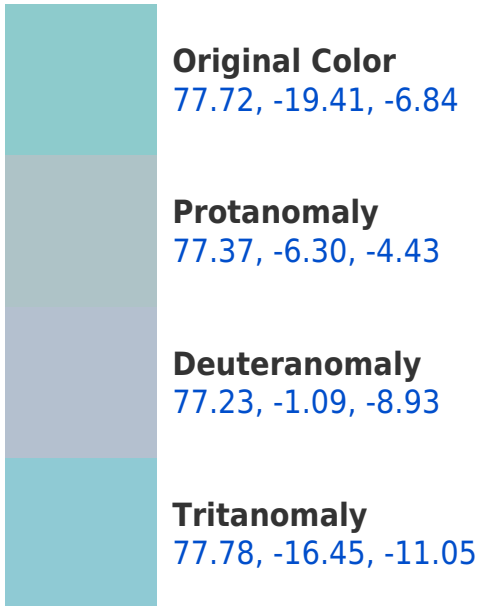 Original Color
77.72, -19.41, -6.84
Protanomaly
77.37, -6.30, -4.43
Deuteranomaly
77.23, -1.09, -8.93
Tritanomaly
77.78, -16.45, -11.05